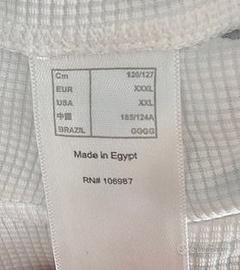 Cm 120/127
EUR XXXL
USA XXL
中国 185/124A
BRAZIL GGGG
Made in Egypt
RN# 106987